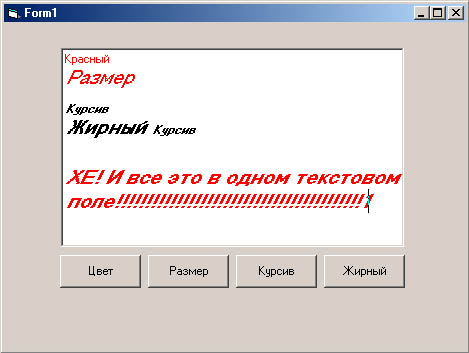 Form1
Красный
Размер
Курсив
Жирный Курсив
ХЕ! И все это в одном текстовом
поле!!!!!!!!!!!!!!!!!!!!!!!!!!!!!!!!!!!!!!!!!!
Цвет Размер Курсив Жирный